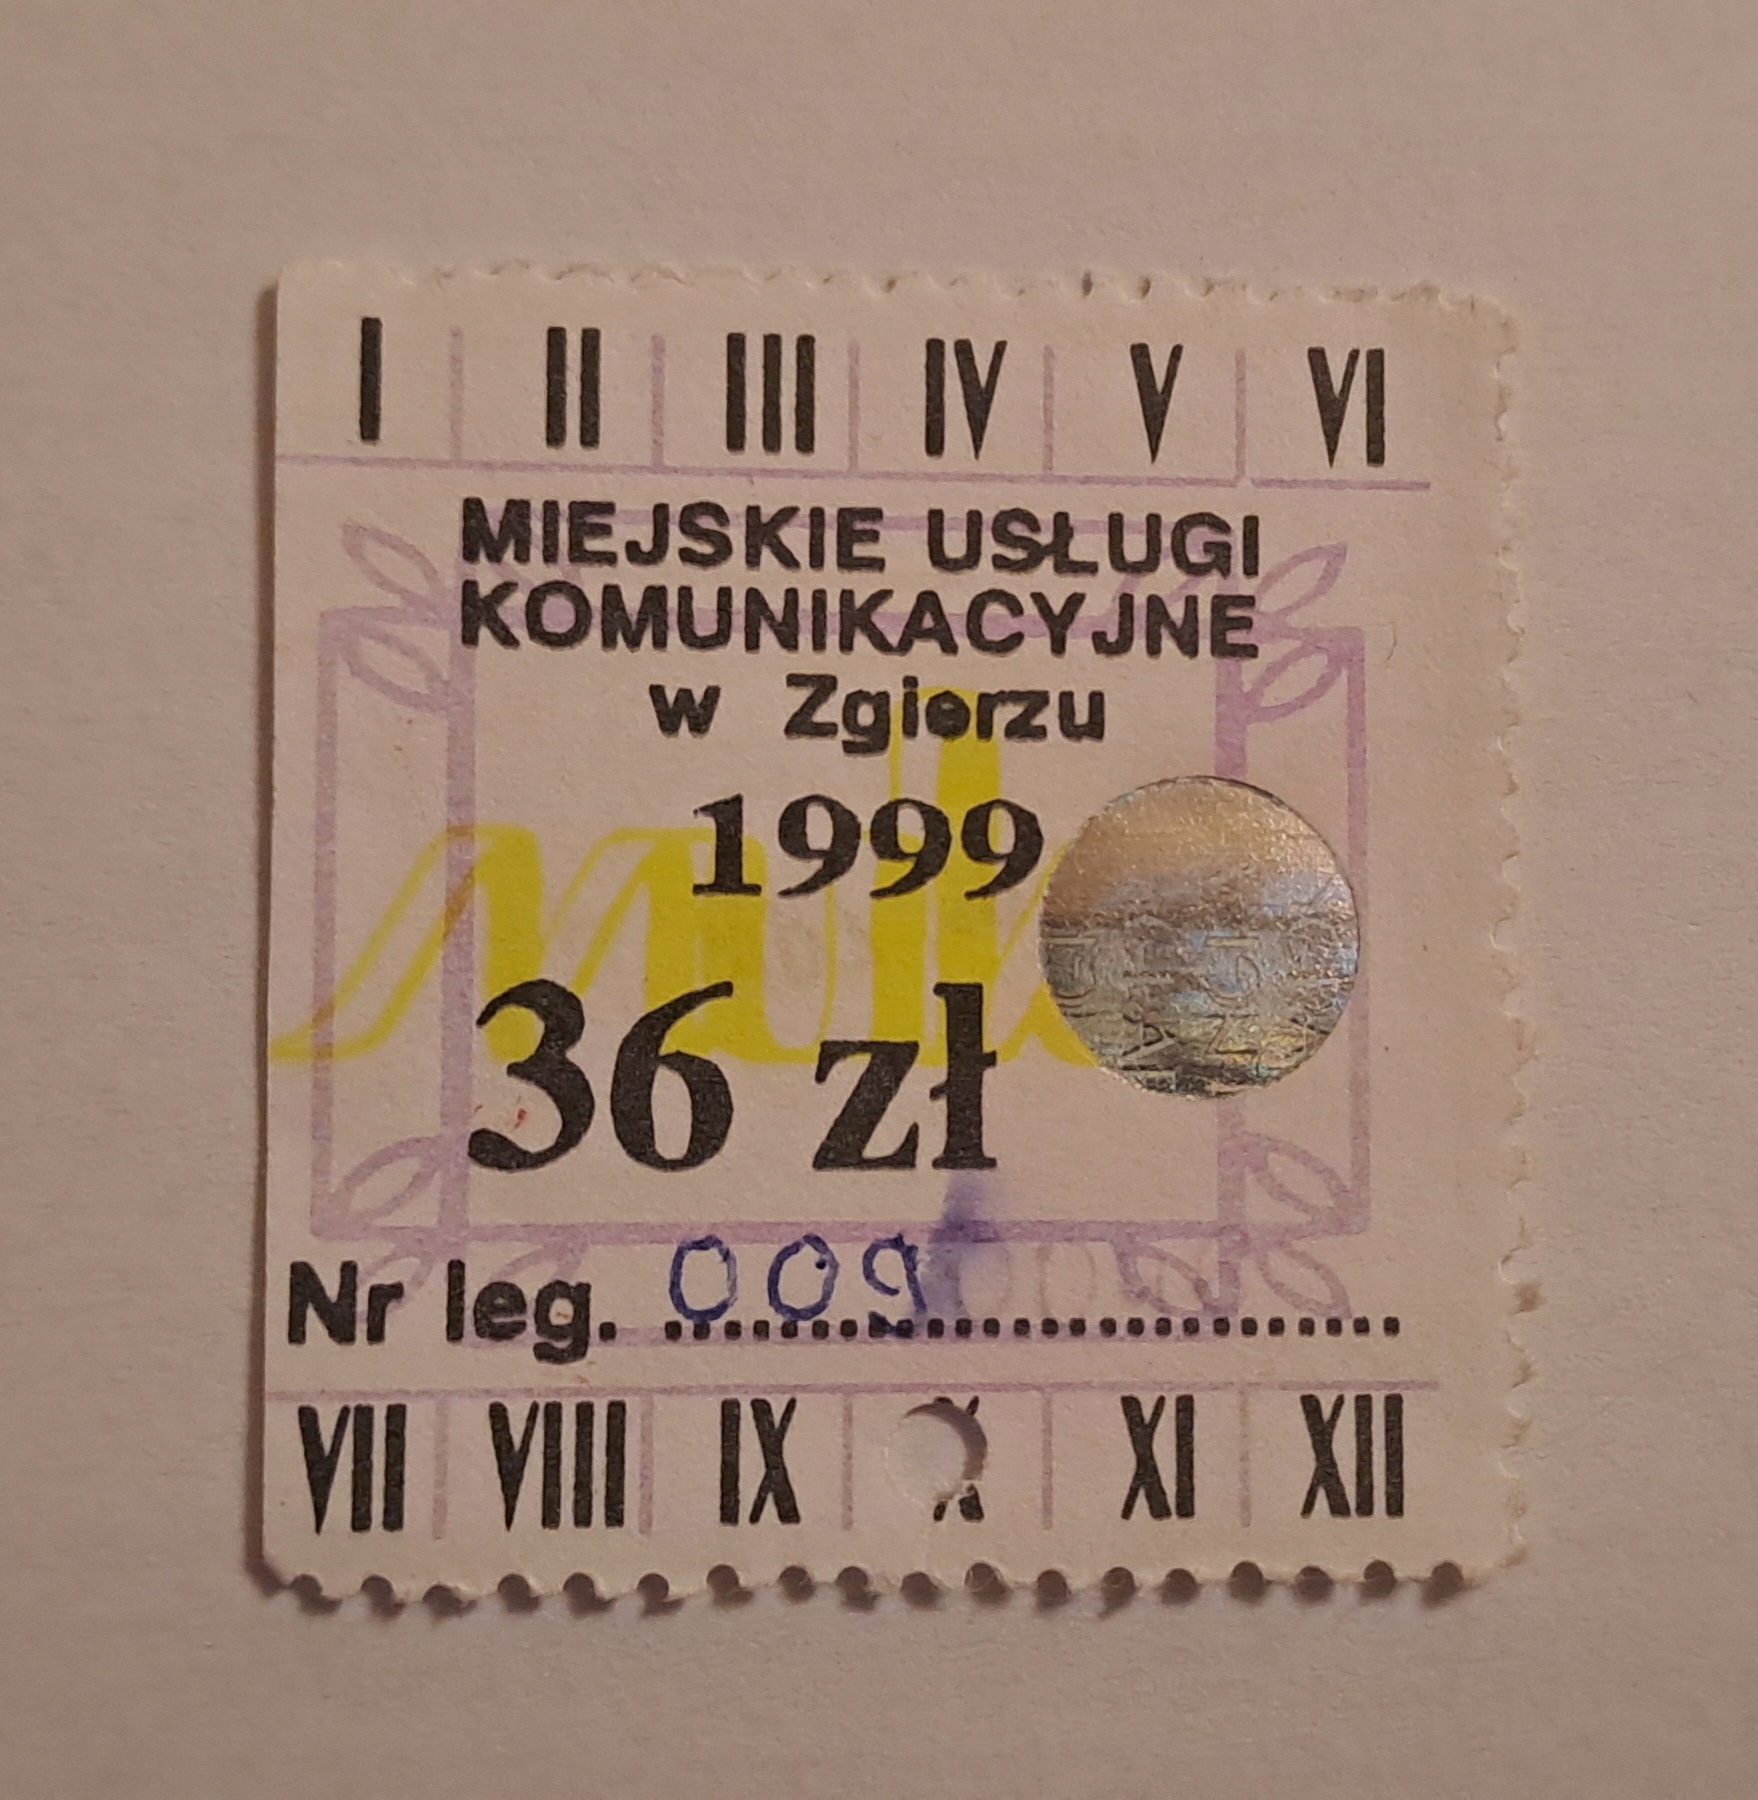 I II III IV V VI
MIEJSKIE USŁUGI
KOMUNIKACYJNE
w Zgierzu
1999
muk
36 zł
Nr leg. 009
VII VIII IX X XI XII